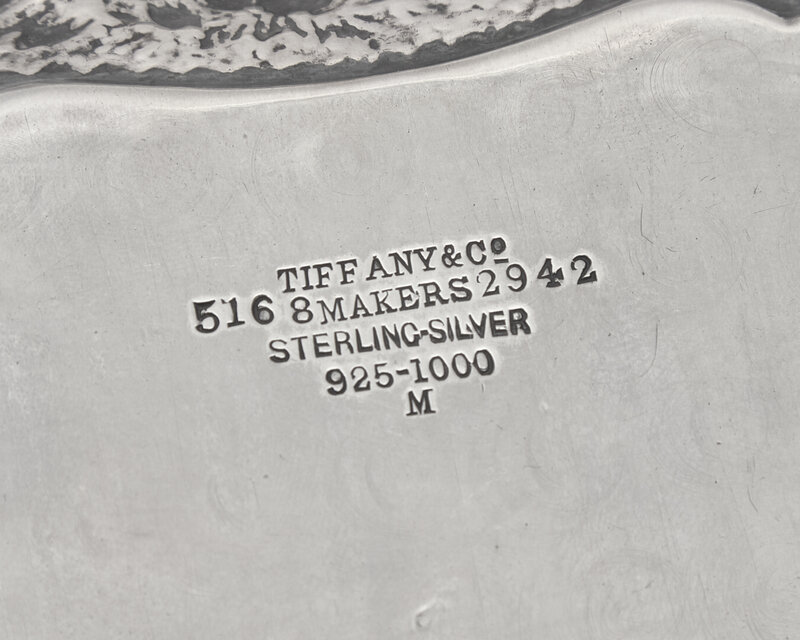 TIFFANY&Cº
5168MAKERS2942
STERLING-SILVER
925-1000
M